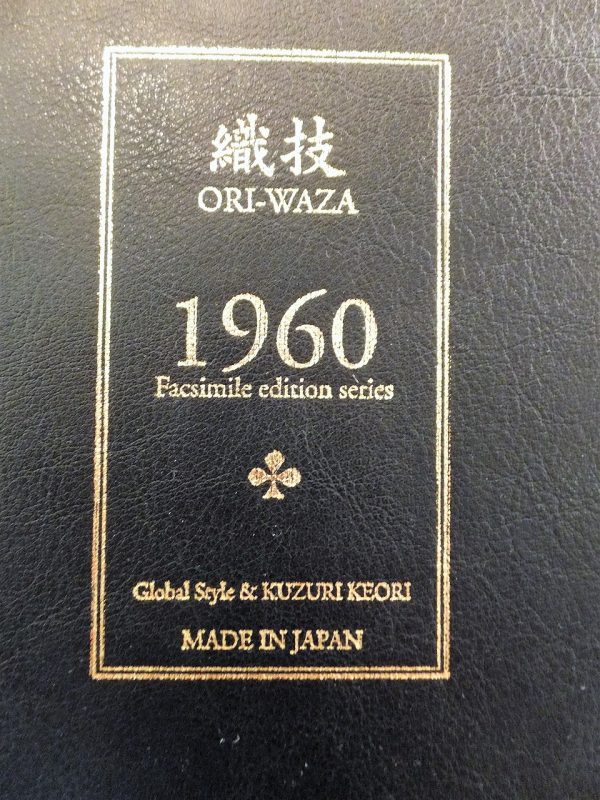 織技
ORI-WAZA
1960
Facsimile edition series
Global Style & KUZURI KEORI
MADE IN JAPAN